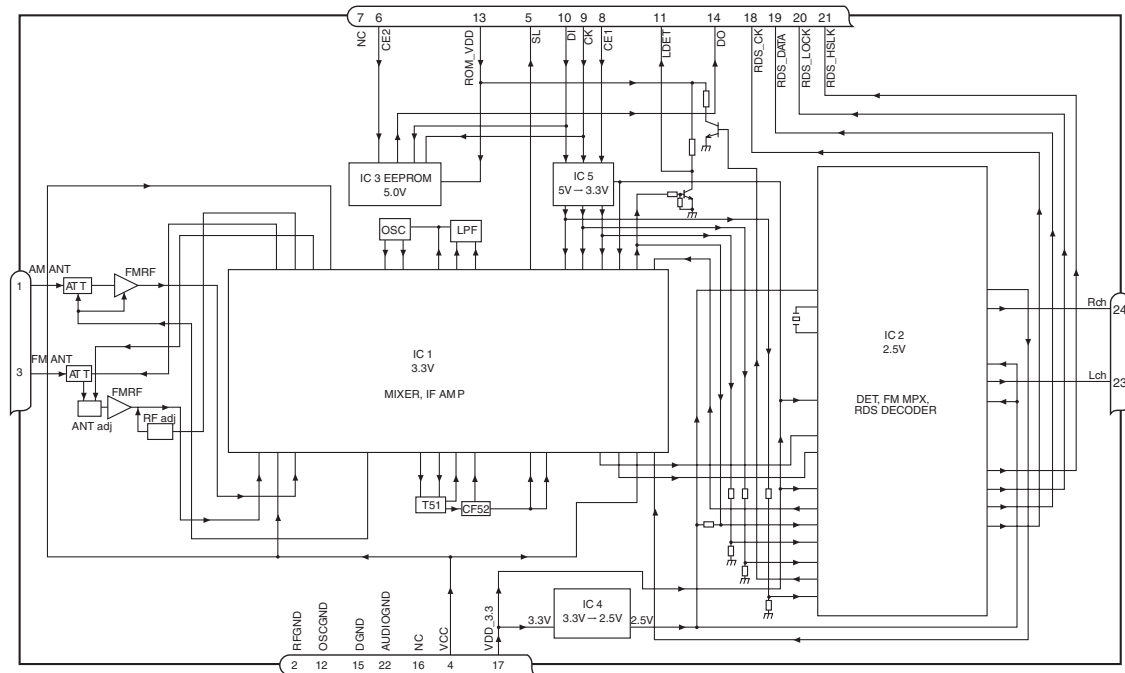 7 6 13 5 10 9 8 11 14 18 19 20 21
NC
CE2
ROM_VDD
SL
DI
CK
CE1
LDET
DO
RDS_CK
RDS_DATA
RDS_LOCK
RDS_HSLK
IC 3 EEPROM
5.0V
IC 5
5V→3.3V
OSC
LPF
AM ANT
1
ATT
FMRF
FM ANT
3
ATT
FMRF
ANT adj
RF adj
IC 1
3.3V
MIXER, IF AMP
IC 2
2.5V
DET, FM MPX,
RDS DECODER
Rch
24
Lch
23
T51
CF52
3.3V
IC 4
3.3V→2.5V
2.5V
RFGND
OSCGND
DGND
AUDIOGND
NC
VCC
VDD_3.3
2 12 15 22 16 4 17